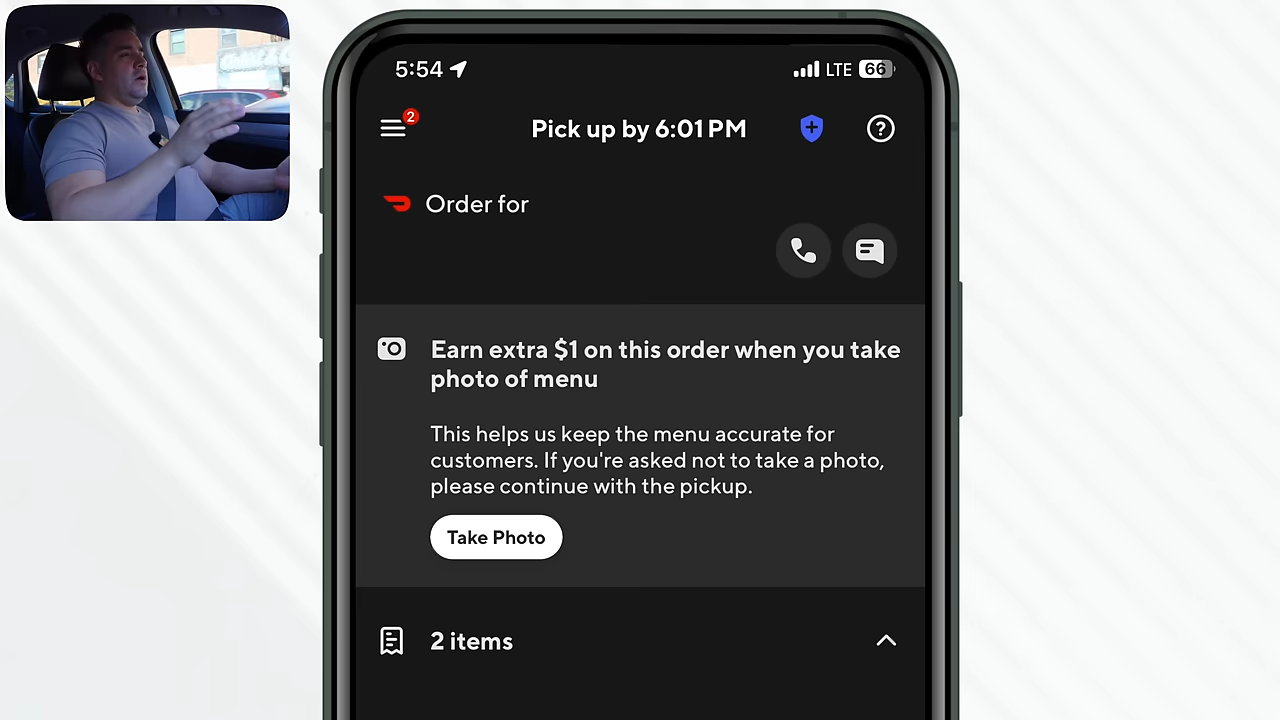 5:54
LTE 66
2
Pick up by 6:01 PM
?
Order for
Earn extra $1 on this order when you take
photo of menu
This helps us keep the menu accurate for
customers. If you're asked not to take a photo,
please continue with the pickup.
Take Photo
2 items